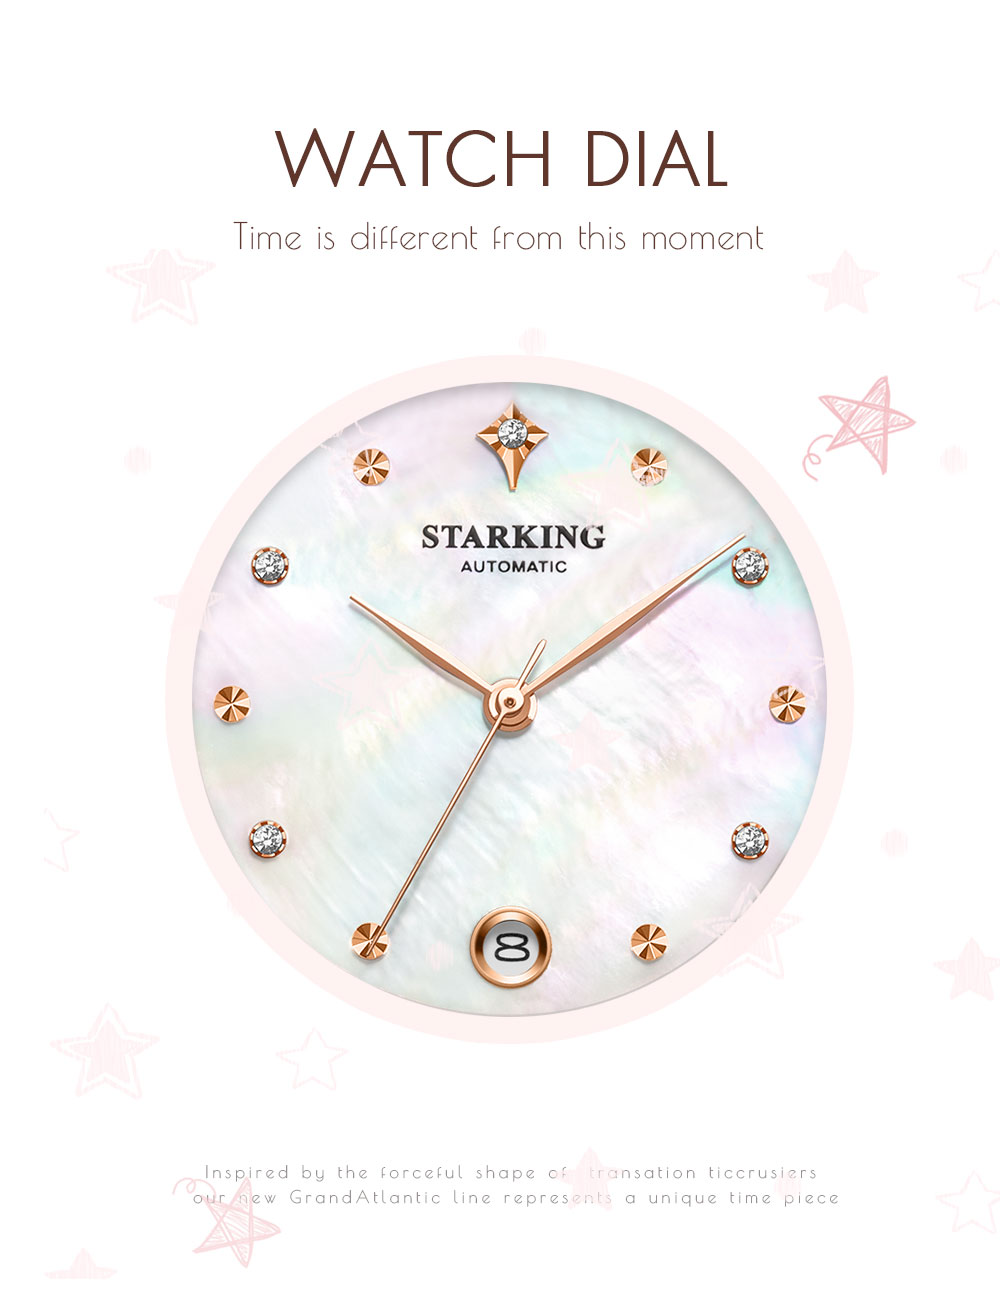 WATCH DIAL
Time is different from this moment
STARKING
AUTOMATIC
8
Inspired by the forceful shape of transation ticcrusiers
our new GrandAtlantic line represents a unique time piece